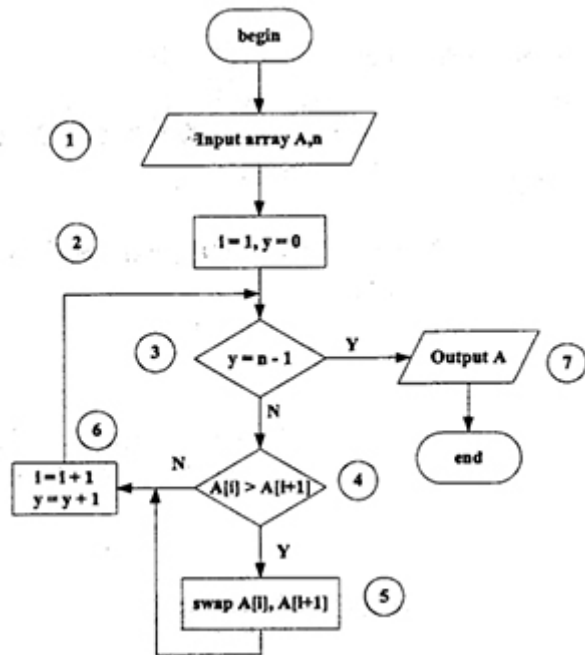 begin
1
Input array A,n
2
i = 1, y = 0
3
y = n - 1
Y
Output A
7
N
end
6
i = i + 1
y = y + 1
N
A[i] > A[i+1]
4
Y
swap A[i], A[i+1]
5